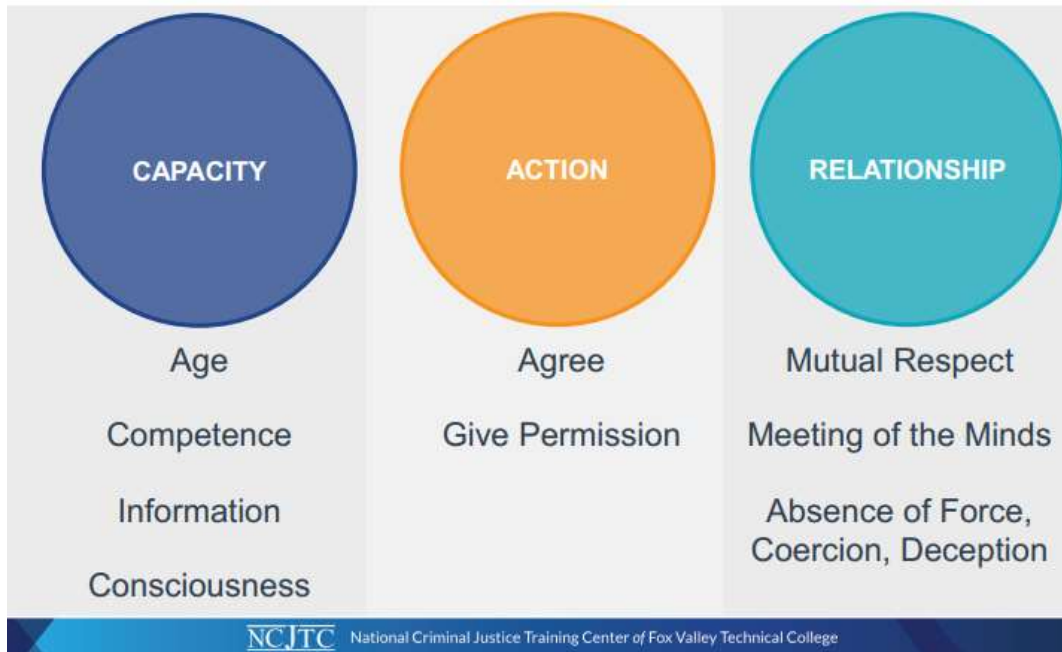 CAPACITY
Age
Competence
Information
Consciousness
ACTION
Agree
Give Permission
RELATIONSHIP
Mutual Respect
Meeting of the Minds
Absence of Force,
Coercion, Deception
NCJTC National Criminal Justice Training Center of Fox Valley Technical College